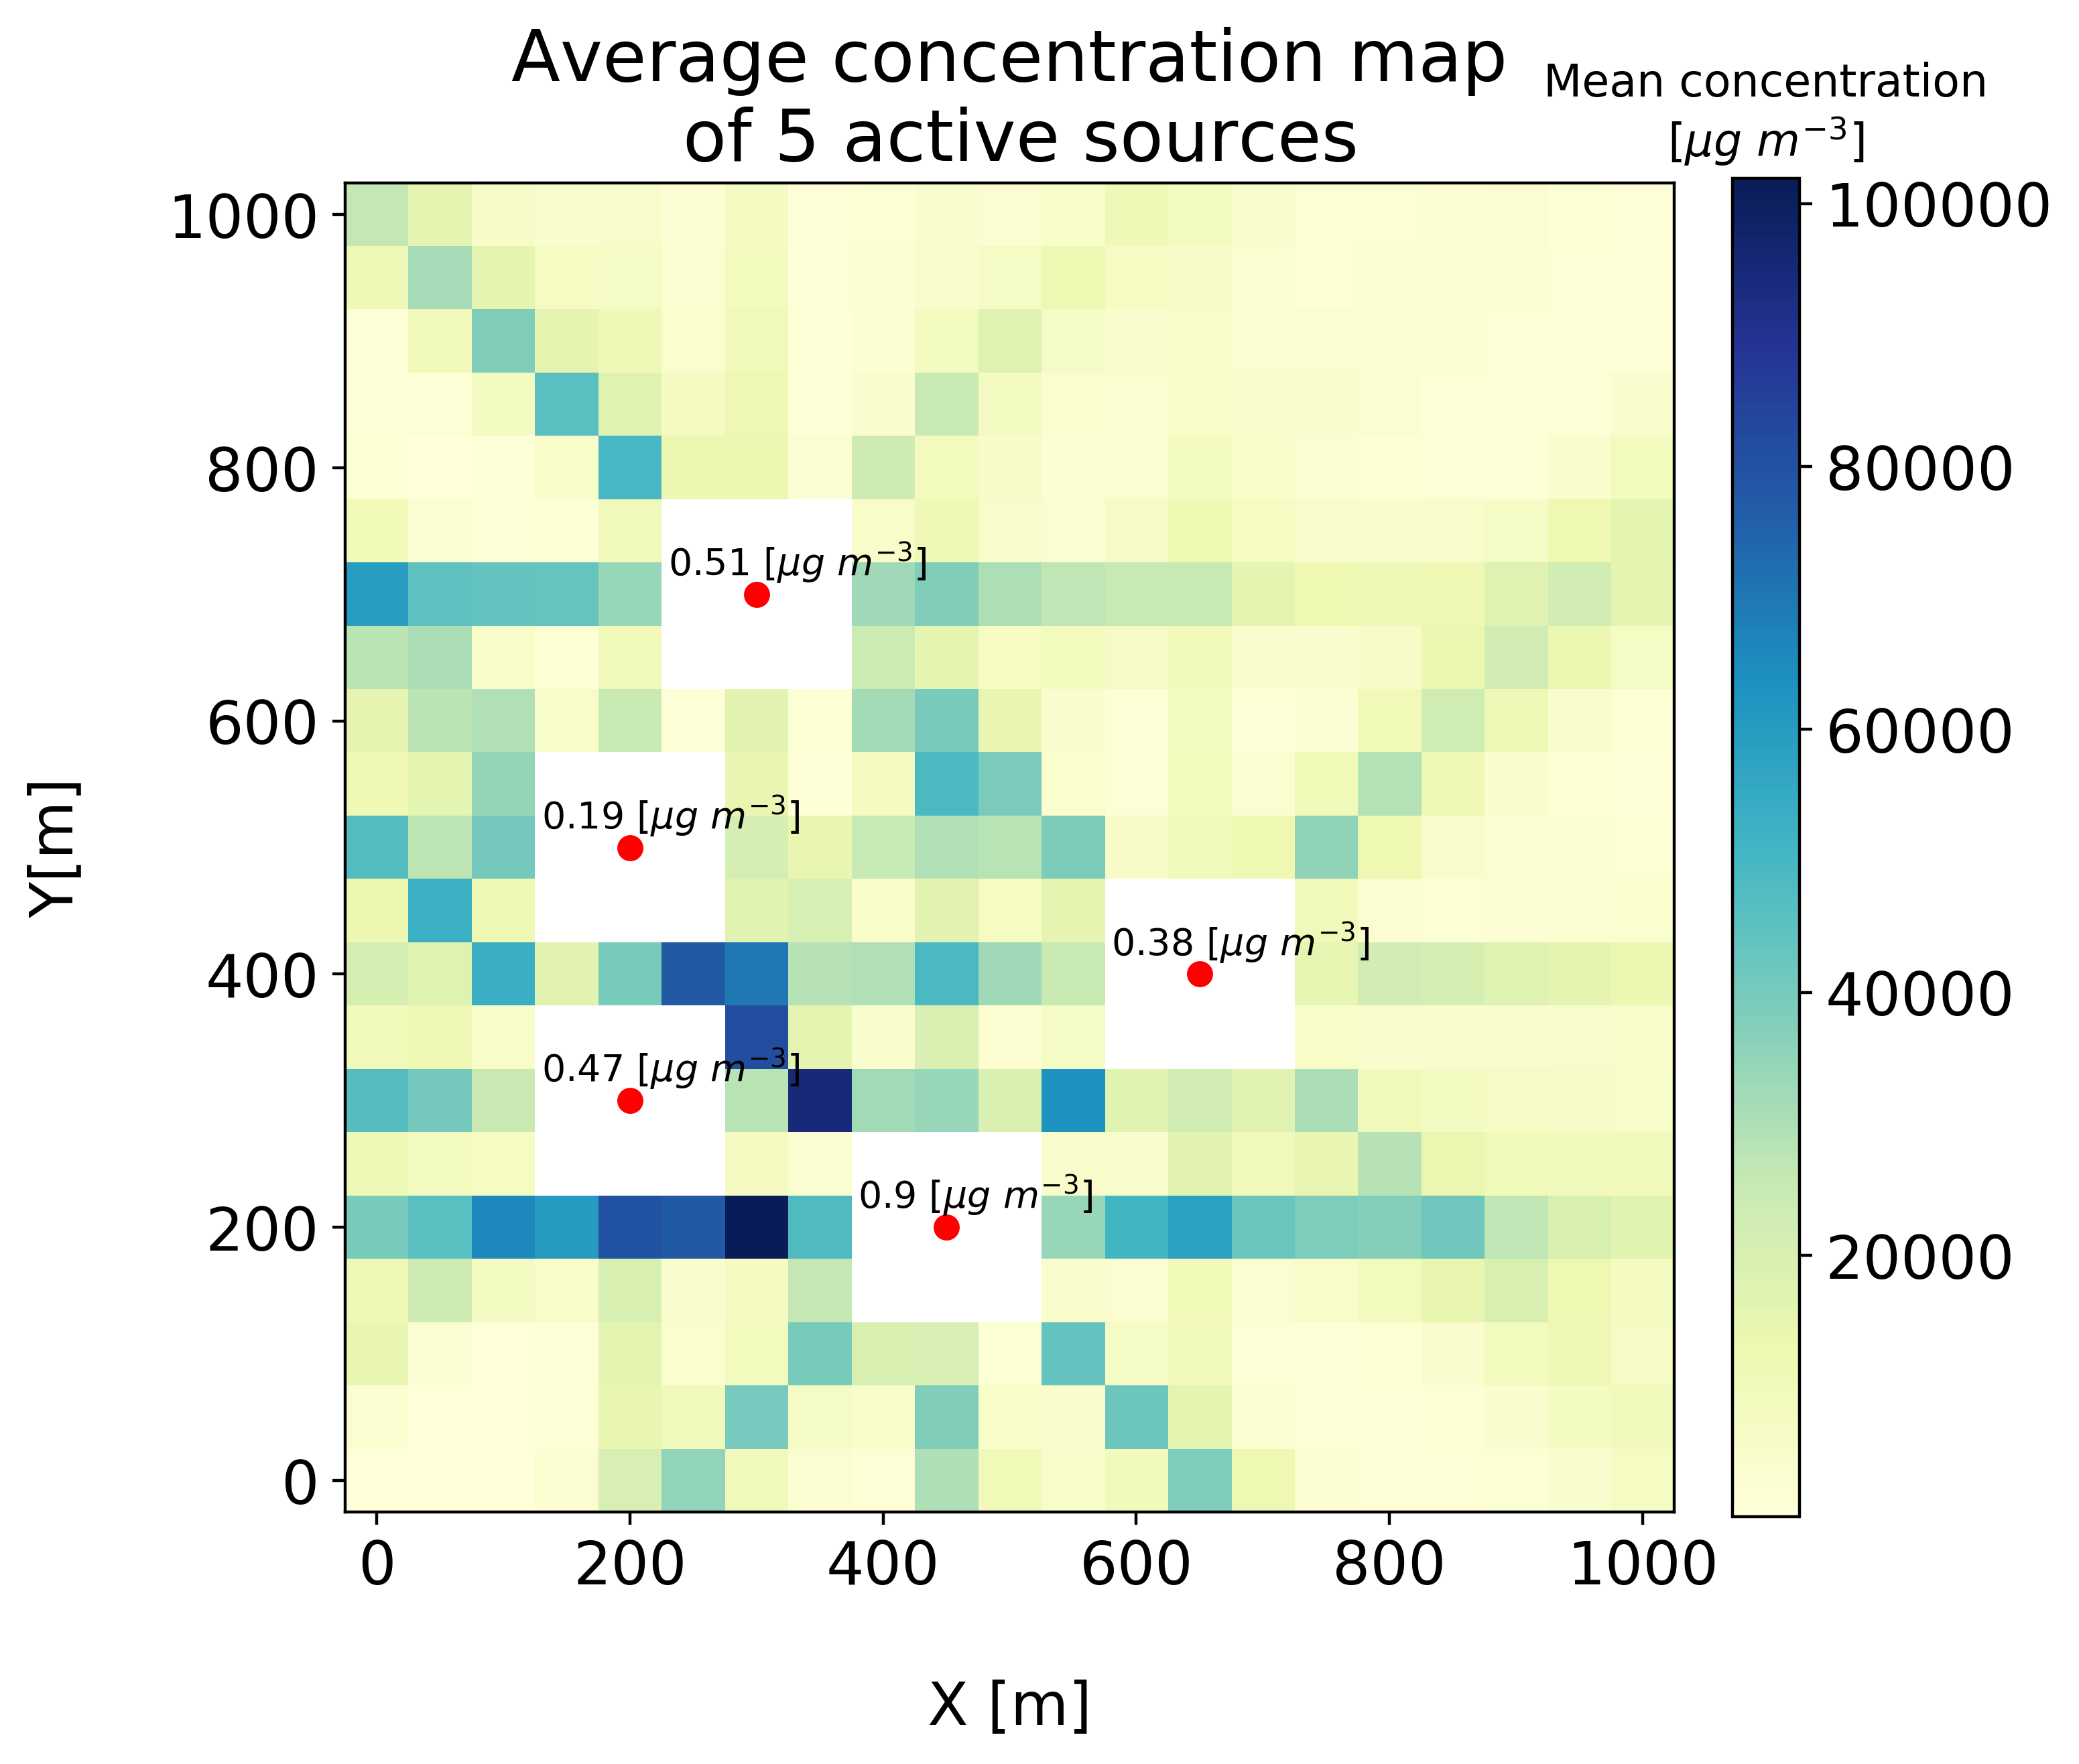 Average concentration map
of 5 active sources
Mean concentration
[μg m⁻³]
1000
800
600
400
200
0
Y[m]
0.51 [μg m⁻³]
0.19 [μg m⁻³]
0.38 [μg m⁻³]
0.47 [μg m⁻³]
0.9 [μg m⁻³]
0 200 400 600 800 1000
X [m]
100000
80000
60000
40000
20000